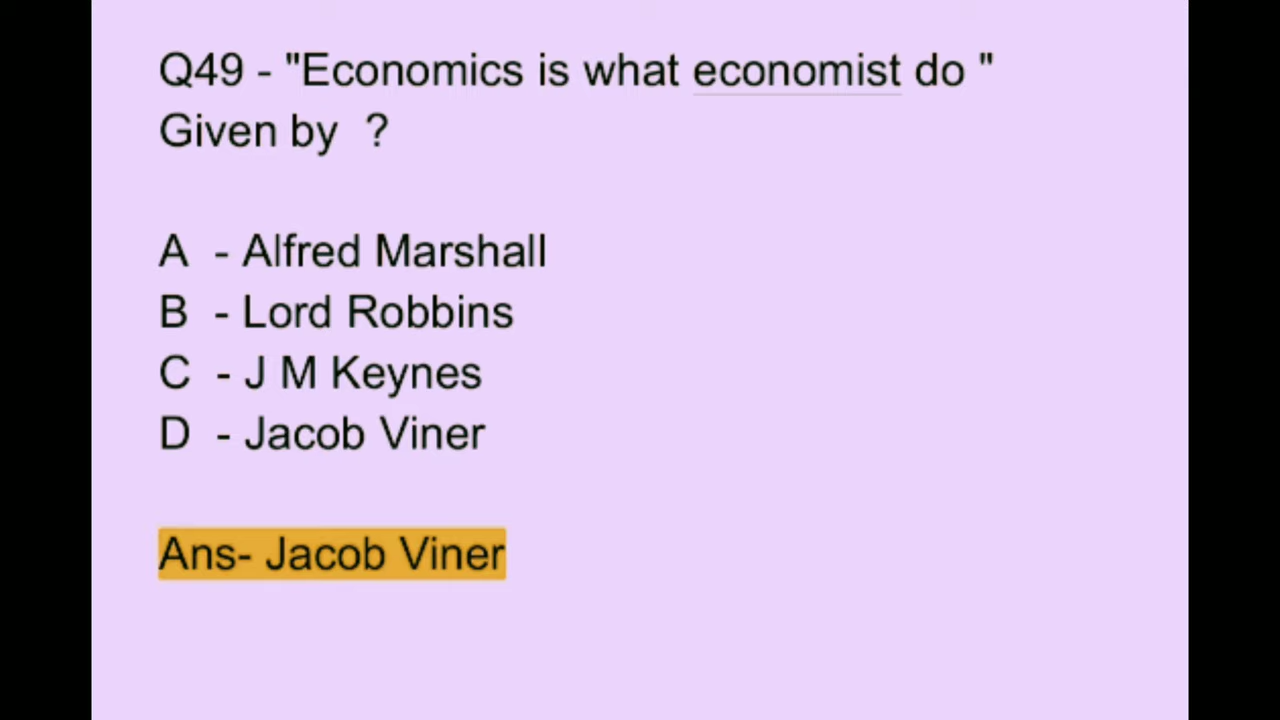 Q49 - "Economics is what economist do "
Given by  ?
A  - Alfred Marshall
B  - Lord Robbins
C  - J M Keynes
D  - Jacob Viner
Ans- Jacob Viner